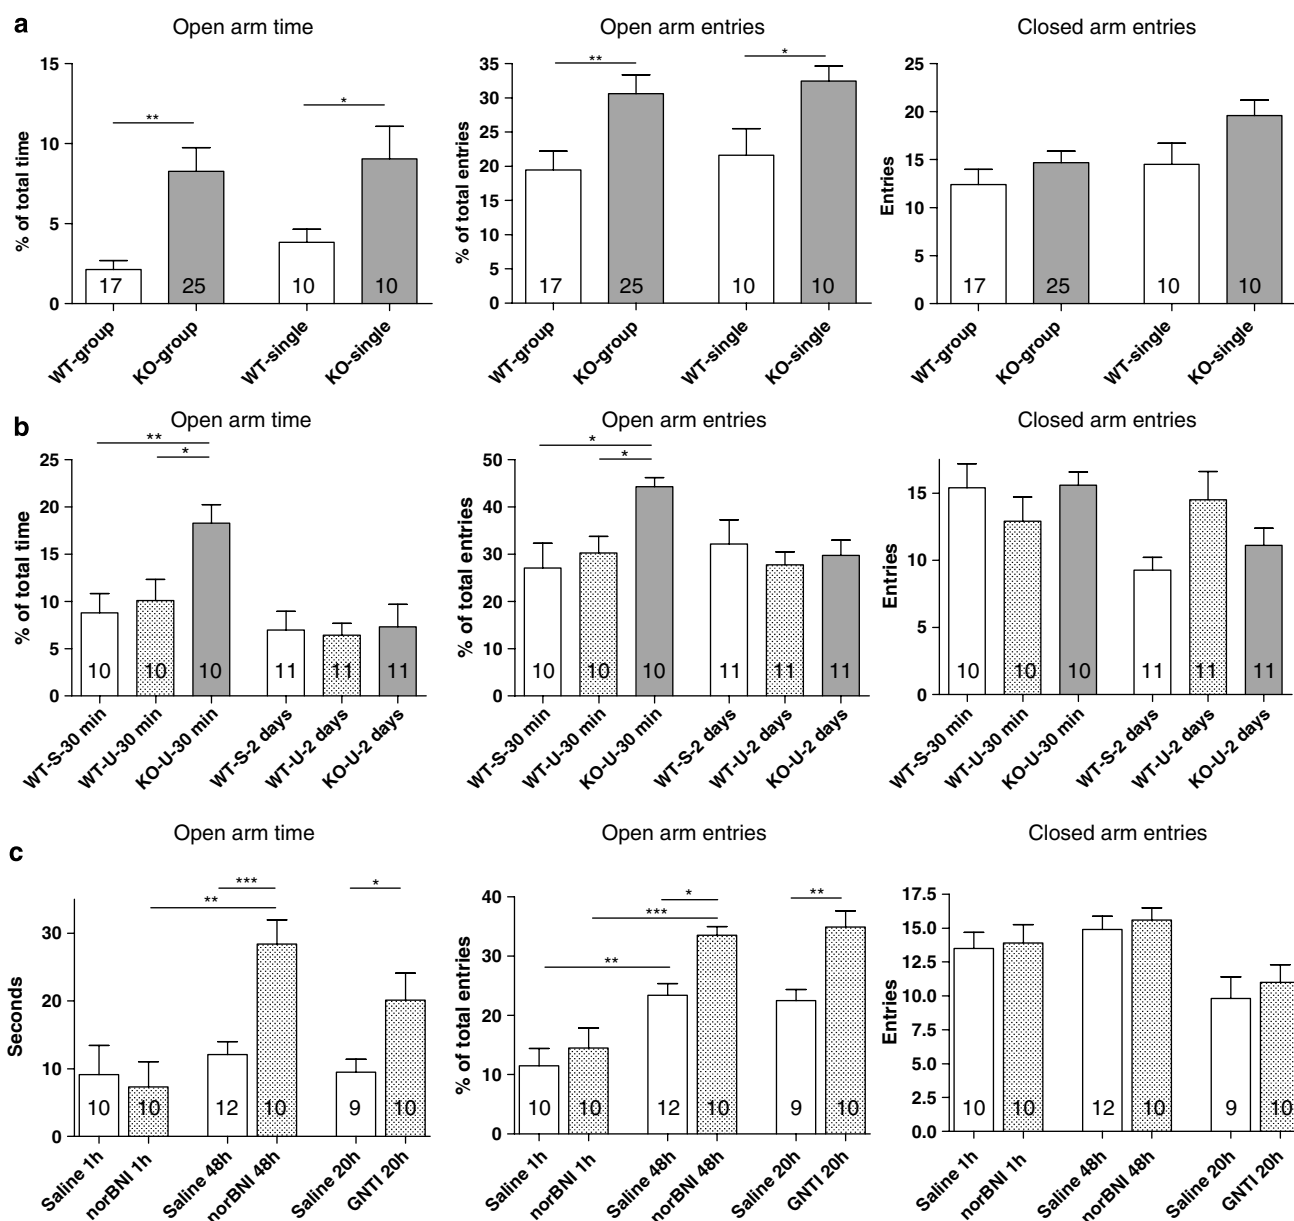 a
Open arm time
Open arm entries
Closed arm entries
% of total time
15
10
5
0
**
*
17
25
10
10
WT-group
KO-group
WT-single
KO-single
% of total entries
35
30
25
20
15
10
5
0
**
*
17
25
10
10
WT-group
KO-group
WT-single
KO-single
Entries
25
20
15
10
5
0
17
25
10
10
WT-group
KO-group
WT-single
KO-single
b
Open arm time
Open arm entries
Closed arm entries
% of total time
25
20
15
10
5
0
**
*
10
10
10
11
11
11
WT-S-30 min
WT-U-30 min
KO-U-30 min
WT-S-2 days
WT-U-2 days
KO-U-2 days
% of total entries
50
40
30
20
10
0
*
*
10
10
10
11
11
11
WT-S-30 min
WT-U-30 min
KO-U-30 min
WT-S-2 days
WT-U-2 days
KO-U-2 days
Entries
15
10
5
0
10
10
10
11
11
11
WT-S-30 min
WT-U-30 min
KO-U-30 min
WT-S-2 days
WT-U-2 days
KO-U-2 days
c
Open arm time
Open arm entries
Closed arm entries
Seconds
30
20
10
0
***
**
*
10
10
12
10
9
10
Saline 1h
norBNI 1h
Saline 48h
norBNI 48h
Saline 20h
GNTI 20h
% of total entries
40
30
20
10
0
*
***
**
**
10
10
12
10
9
10
Saline 1h
norBNI 1h
Saline 48h
norBNI 48h
Saline 20h
GNTI 20h
Entries
17.5
15.0
12.5
10.0
7.5
5.0
2.5
0.0
10
10
12
10
9
10
Saline 1h
norBNI 1h
Saline 48h
norBNI 48h
Saline 20h
GNTI 20h